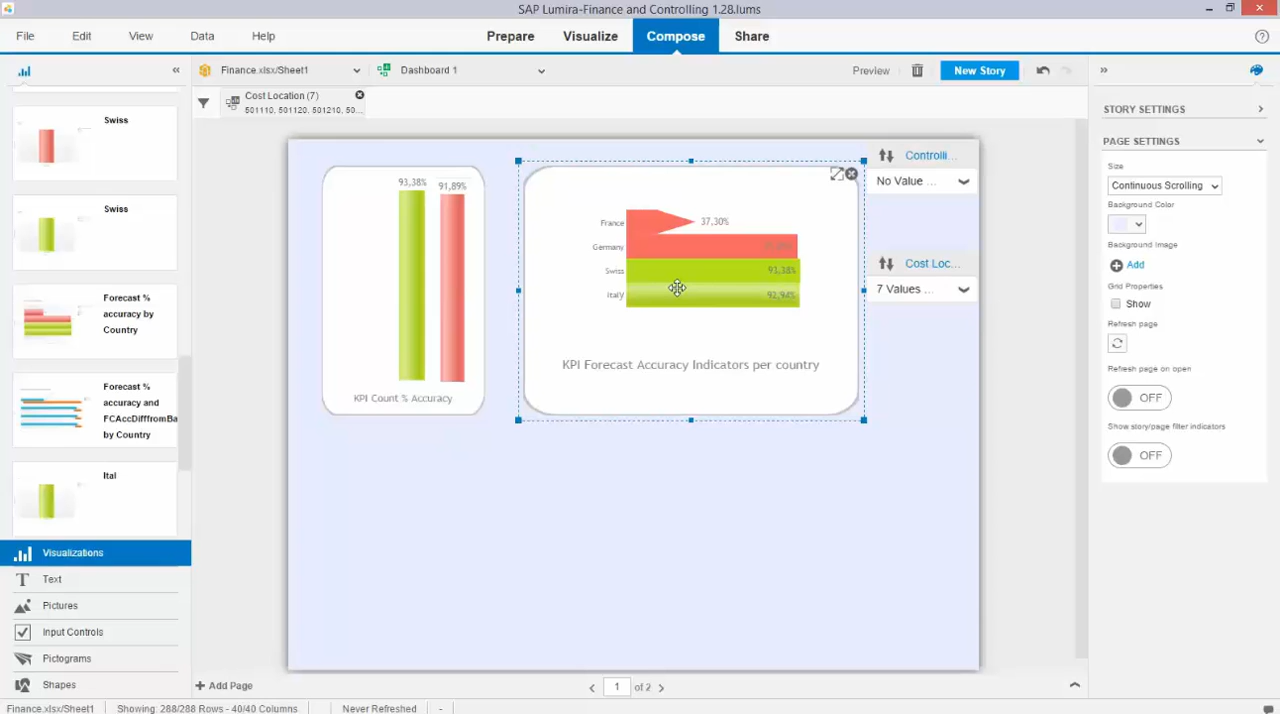 SAP Lumira-Finance and Controlling 1.28.lums
File Edit View Data Help
Prepare Visualize Compose Share
Finance.xlsx/Sheet1 Dashboard 1 Preview New Story
Cost Location (7)
501110, 501120, 501210, 50...
Swiss
Swiss
Forecast %
accuracy by
Country
Forecast %
accuracy and
FCAccDifffromBa
by Country
Ital
Visualizations
Text
Pictures
Input Controls
Pictograms
Shapes
93,38%
91,89%
KPI Count % Accuracy
France 37,30%
Germany
Swiss 93,38%
Italy 92,94%
KPI Forecast Accuracy Indicators per country
Controlli...
No Value ...
Cost Loc...
7 Values ...
STORY SETTINGS
PAGE SETTINGS
Size
Continuous Scrolling
Background Color
Background Image
Add
Grid Properties
Show
Refresh page
Refresh page on open
OFF
Show story/page filter indicators
OFF
Add Page
1 of 2
Finance.xlsx/Sheet1 Showing: 288/288 Rows - 40/40 Columns Never Refreshed -